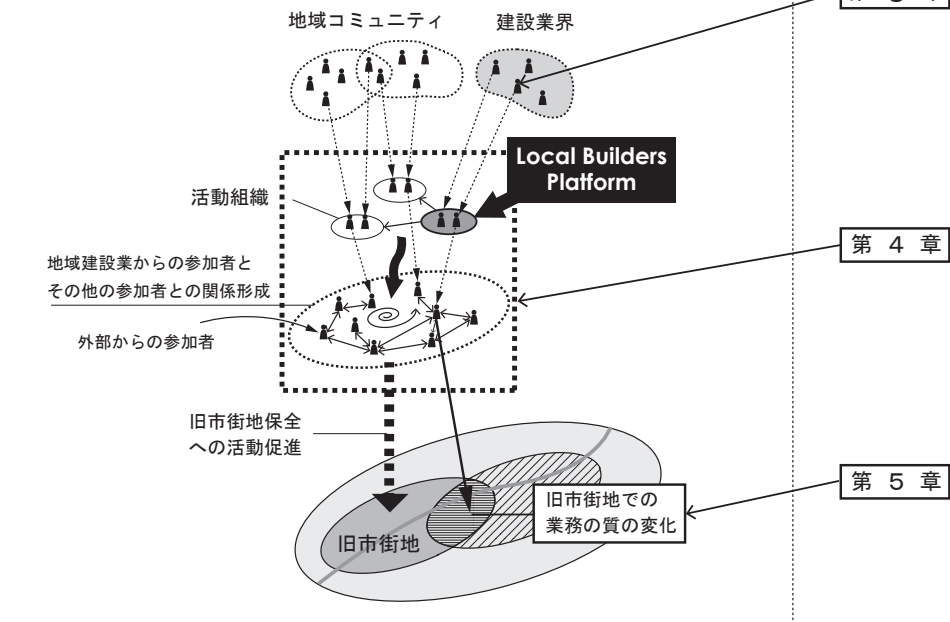 地域コミュニティ
建設業界
Local Builders
Platform
活動組織
第 4 章
地域建設業からの参加者と
その他の参加者との関係形成
外部からの参加者
旧市街地保全
への活動促進
第 5 章
旧市街地での
業務の質の変化
旧市街地